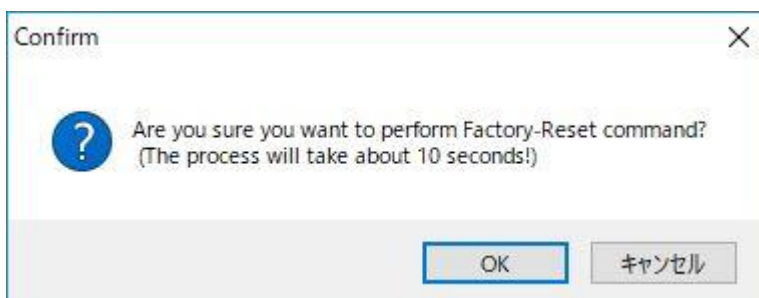 Confirm
Are you sure you want to perform Factory-Reset command?
(The process will take about 10 seconds!)
OK
キャンセル